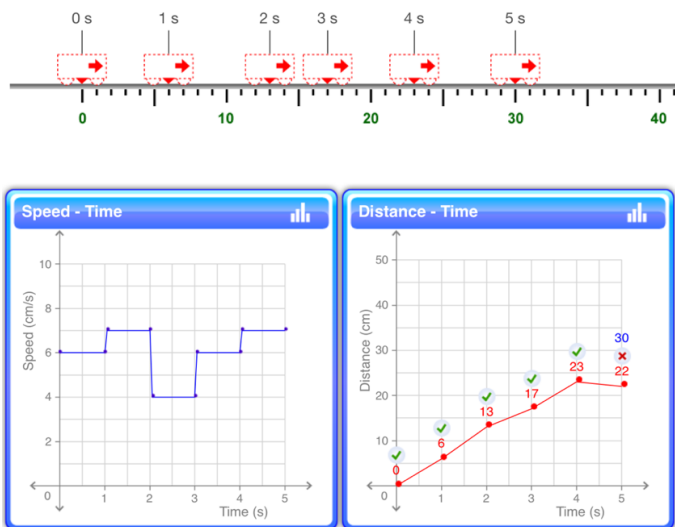 0 s 1 s 2 s 3 s 4 s 5 s
0 10 20 30 40
Speed - Time
10
8
6
4
2
0 1 2 3 4 5
Speed (cm/s)
Time (s)
Distance - Time
50
40
30
20
10
0 1 2 3 4 5
Distance (cm)
Time (s)
0
6
13
17
23
30
22